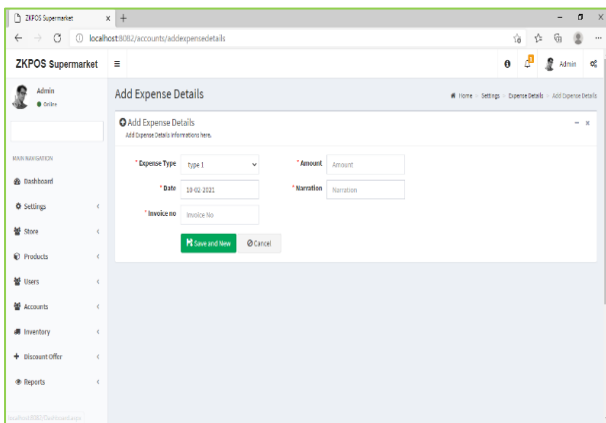 ZKPOS Supermarket
localhost:8082/accounts/addexpensedetails
ZKPOS Supermarket
Admin
Admin
Online
Add Expense Details
Home
Settings
Expense Details
Add Expense Details
Add Expense Details
Add Expense Details informations here.
MAIN NAVIGATION
Dashboard
Settings
Store
Products
Users
Accounts
Inventory
Discount Offer
Reports
* Expense Type
type 1
* Amount
Amount
* Date
10-02-2021
* Narration
Narration
* Invoice no
Invoice No
Save and New
Cancel